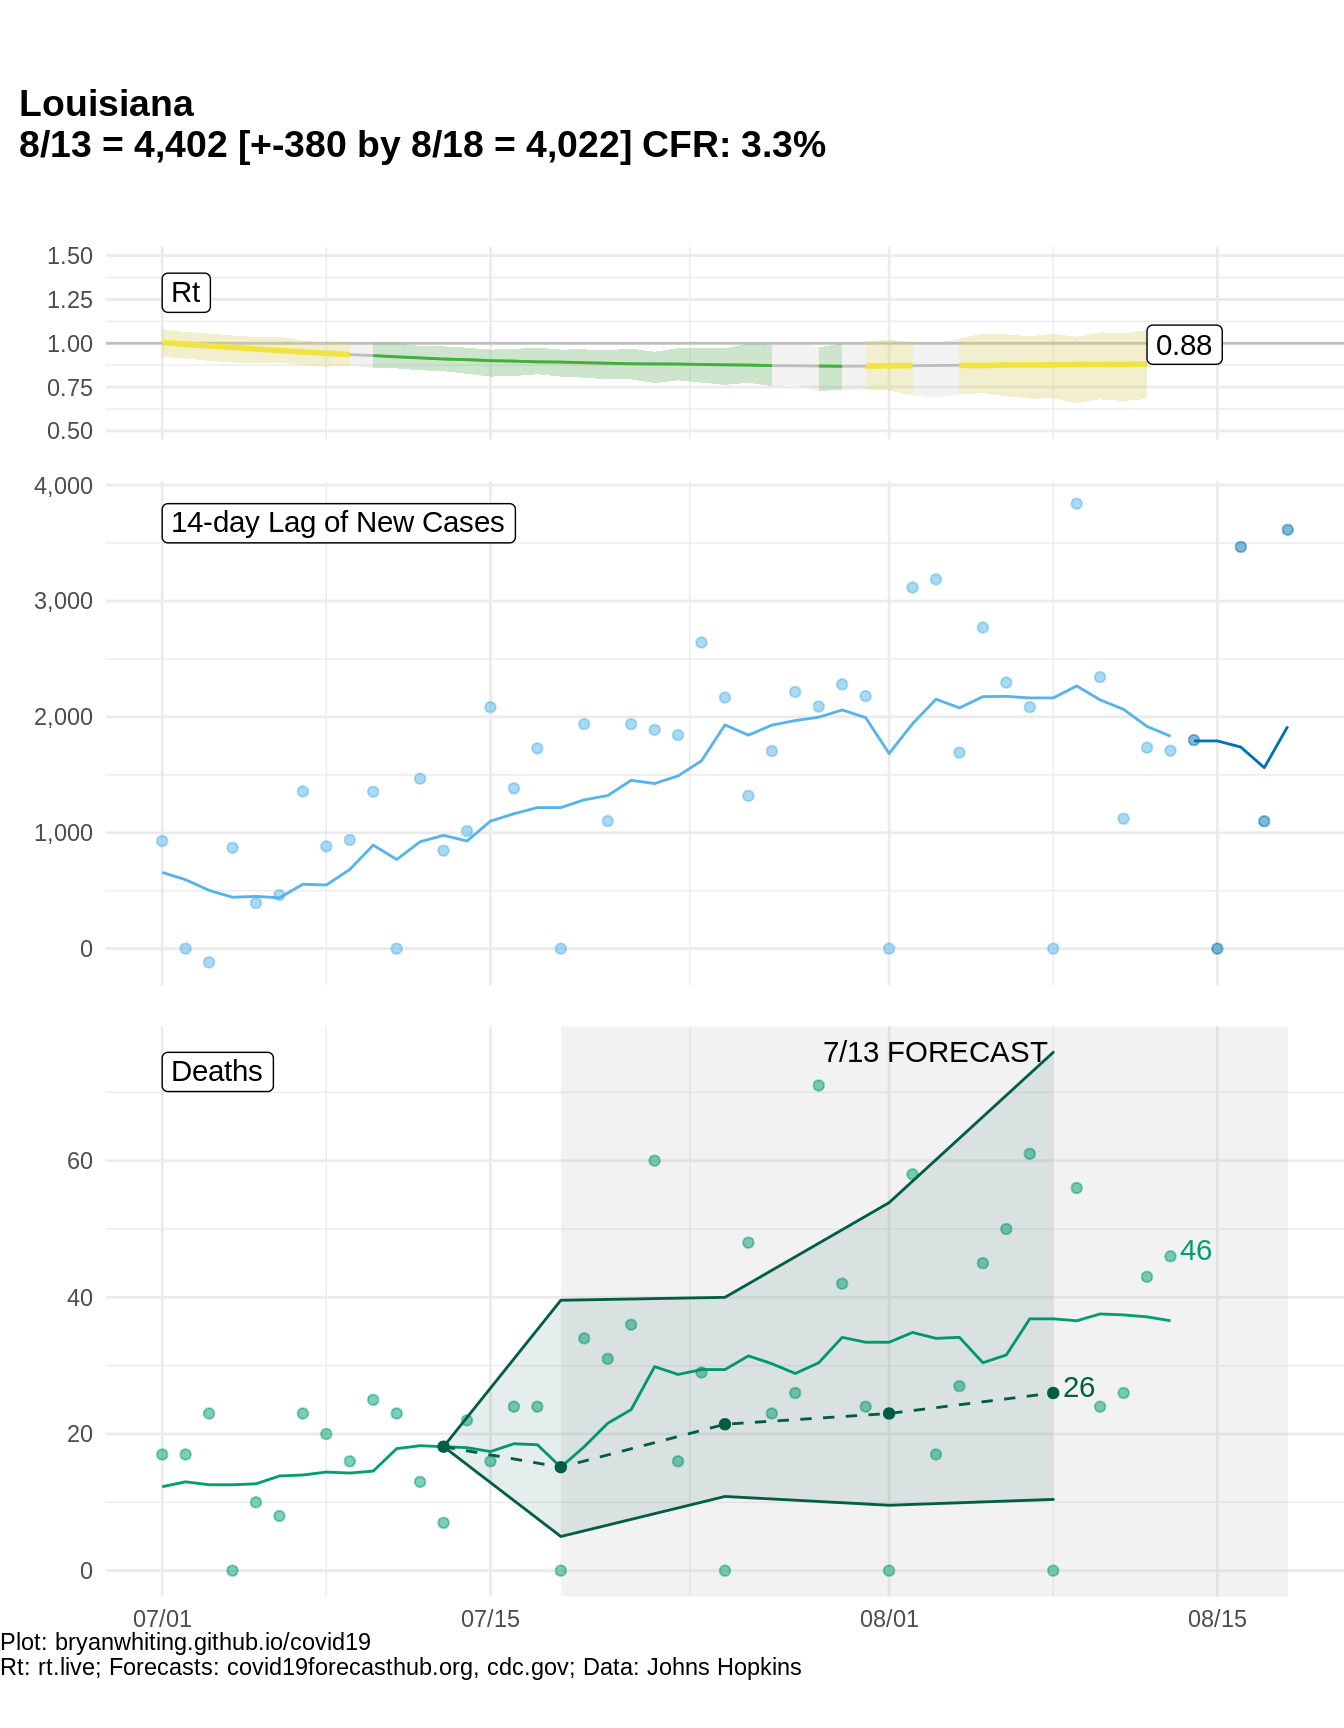 Louisiana
8/13 = 4,402 [+-380 by 8/18 = 4,022] CFR: 3.3%
1.50
1.25
1.00
0.75
0.50
Rt
0.88
4,000
3,000
2,000
1,000
0
14-day Lag of New Cases
7/13 FORECAST
Deaths
60
40
20
0
46
26
07/01 07/15 08/01 08/15
Plot: bryanwhiting.github.io/covid19
Rt: rt.live; Forecasts: covid19forecasthub.org, cdc.gov; Data: Johns Hopkins